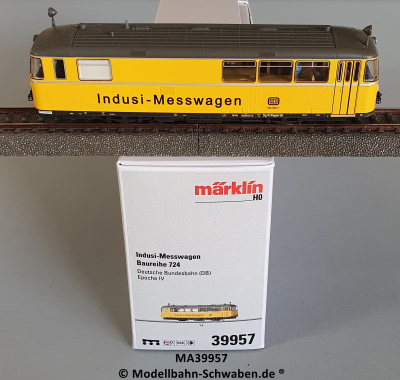 Indusi-Messwagen
DB
märklin
H0
Indusi-Messwagen
Baureihe 724
Deutsche Bundesbahn (DB)
Epoche IV
39957
MA39957
© Modellbahn-Schwaben.de ®